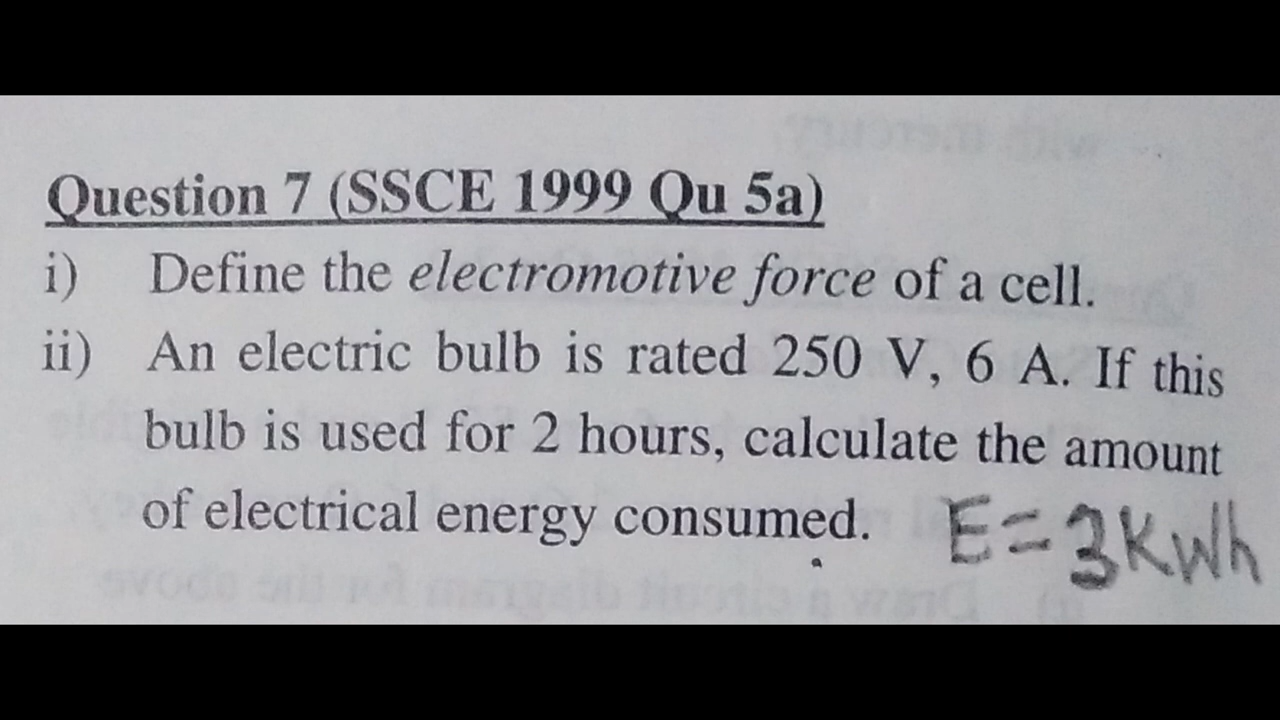 Question 7 (SSCE 1999 Qu 5a)
i) Define the electromotive force of a cell.
ii) An electric bulb is rated 250 V, 6 A. If this
bulb is used for 2 hours, calculate the amount
of electrical energy consumed. E=3KWh